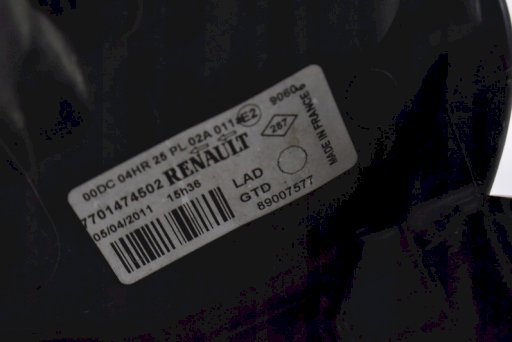 00DC 04HR 25 PL 02A 011 E2 9060
7701474502 RENAULT 287 MADE IN FRANCE
05/04/2011 15h36 LAD
GTD
89007577